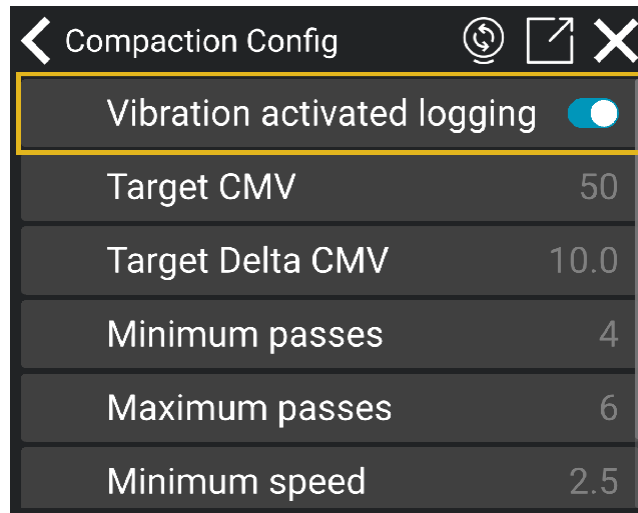 Compaction Config
Vibration activated logging
Target CMV 50
Target Delta CMV 10.0
Minimum passes 4
Maximum passes 6
Minimum speed 2.5